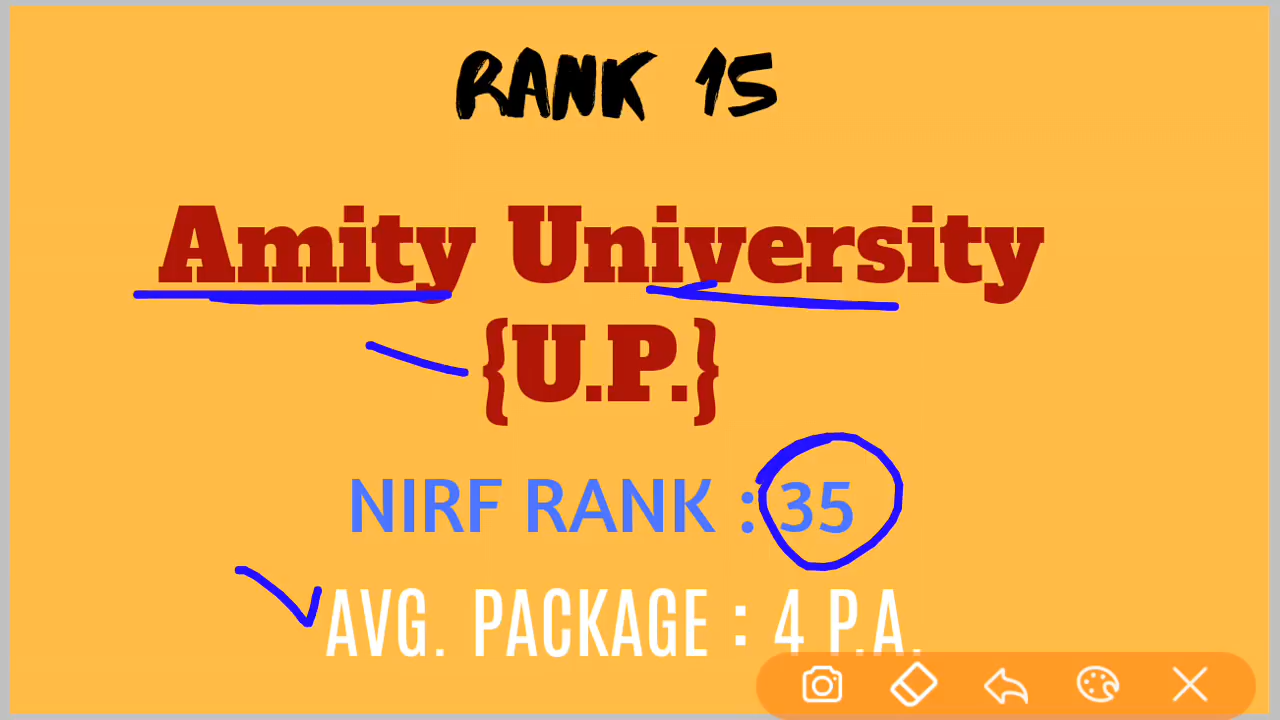 RANK 15
Amity University
{U.P.}
NIRF RANK : 35
AVG. PACKAGE : 4 P.A.